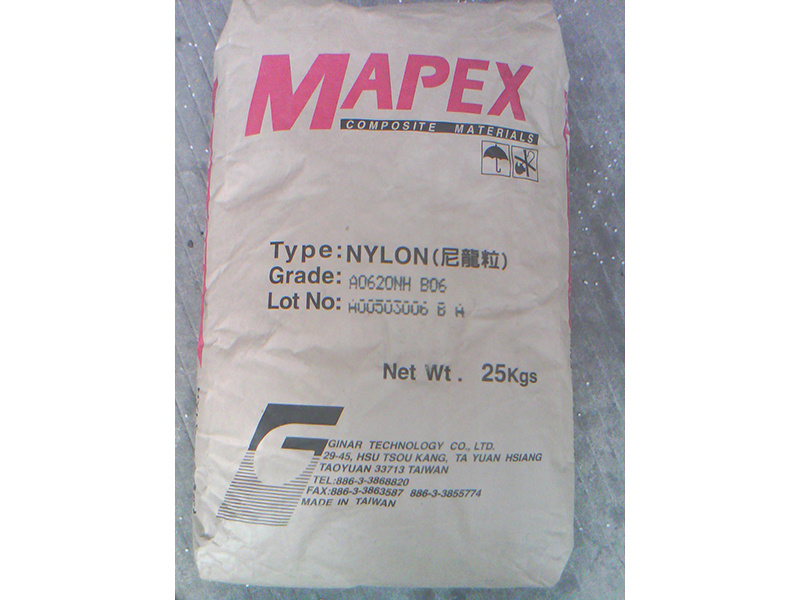 MAPEX
COMPOSITE MATERIALS
Type:NYLON(尼龍粒)
Grade: A0620NH B06
Lot No: A00503006 B A
Net Wt. 25Kgs
GINAR TECHNOLOGY CO., LTD.
29-45, HSU TSOU KANG, TA YUAN HSIANG
TAOYUAN 33713 TAIWAN
TEL:886-3-3868820
FAX:886-3-3863587 886-3-3855774
MADE IN TAIWAN